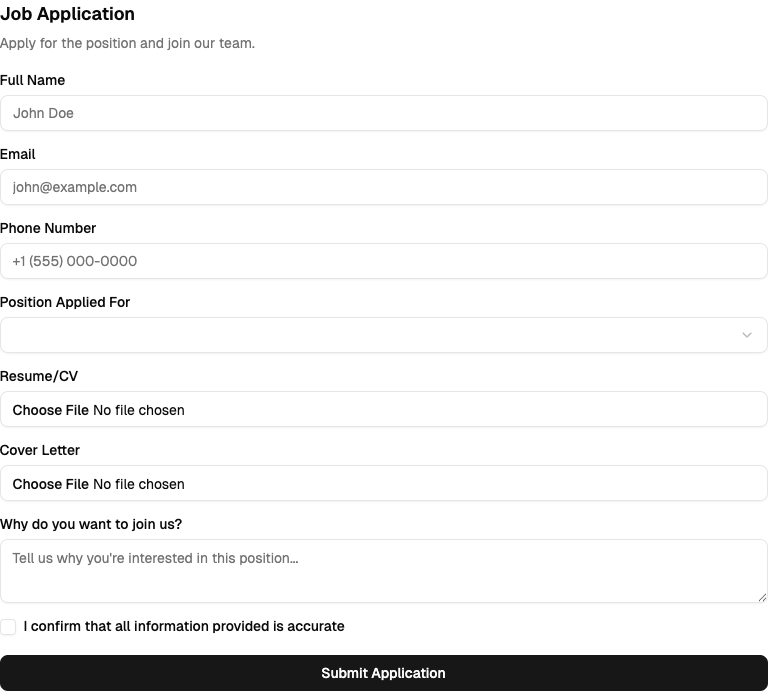 Job Application
Apply for the position and join our team.
Full Name
John Doe
Email
john@example.com
Phone Number
+1 (555) 000-0000
Position Applied For
Resume/CV
Choose File No file chosen
Cover Letter
Choose File No file chosen
Why do you want to join us?
Tell us why you're interested in this position...
I confirm that all information provided is accurate
Submit Application